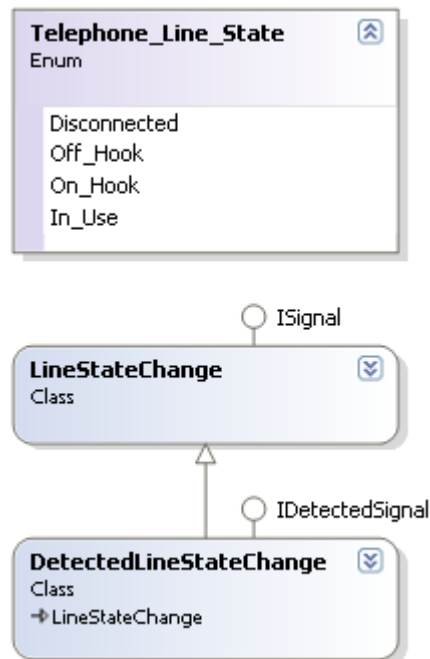 Telephone_Line_State
Enum
Disconnected
Off_Hook
On_Hook
In_Use
ISignal
LineStateChange
Class
IDetectedSignal
DetectedLineStateChange
Class
LineStateChange